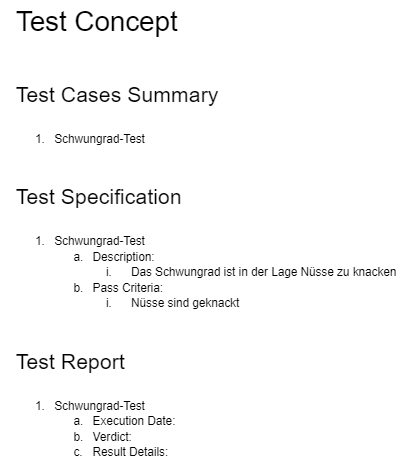 Test Concept
Test Cases Summary
1. Schwungrad-Test
Test Specification
1. Schwungrad-Test
a. Description:
i. Das Schwungrad ist in der Lage Nüsse zu knacken
b. Pass Criteria:
i. Nüsse sind geknackt
Test Report
1. Schwungrad-Test
a. Execution Date:
b. Verdict:
c. Result Details: